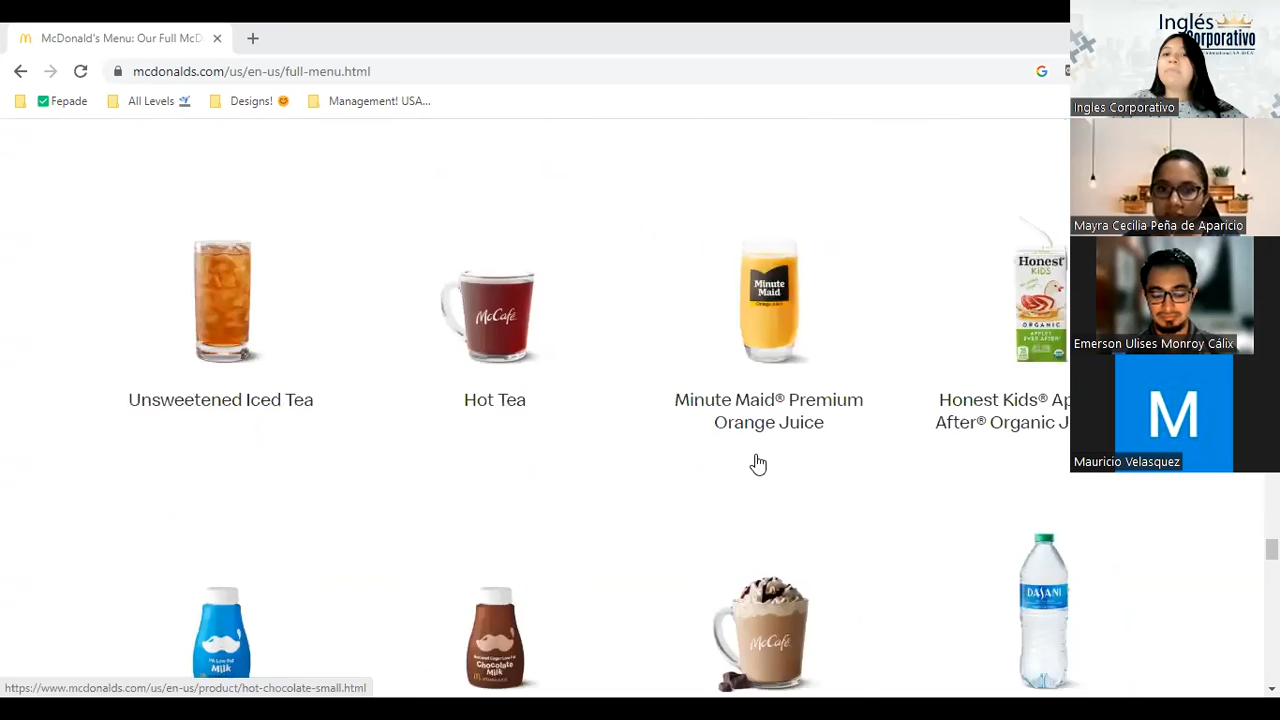 McDonald's Menu: Our Full McD
mcdonalds.com/us/en-us/full-menu.html
Fepade
All Levels
Designs!
Management! USA...
Inglés
Corporativo
Ingles Corporativo
Mayra Cecilia Peña de Aparicio
Emerson Ulises Monroy Cálix
M
Mauricio Velasquez
McCafé
Minute
Maid
Orange Juice
Honest
KIDS
ORGANIC
Unsweetened Iced Tea
Hot Tea
Minute Maid® Premium
Orange Juice
Honest Kids® Ap
After® Organic J
Milk
Chocolate
Milk
McCafé
DASANI
https://www.mcdonalds.com/us/en-us/product/hot-chocolate-small.html